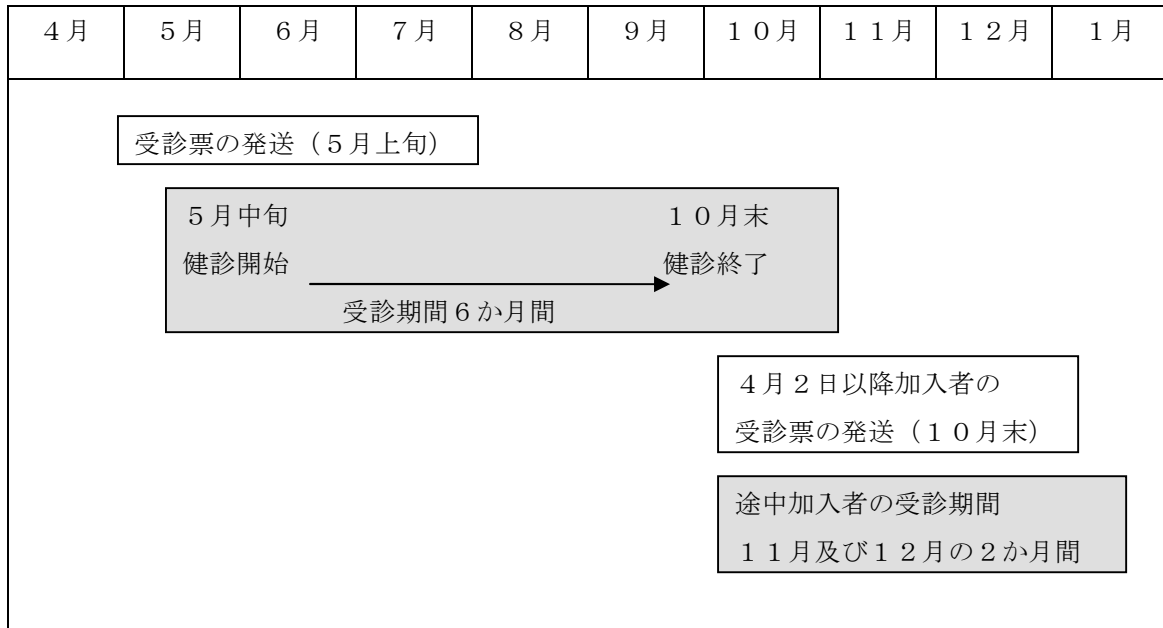 ４月 ５月 ６月 ７月 ８月 ９月 １０月 １１月 １２月 １月
受診票の発送（５月上旬）
５月中旬 １０月末
健診開始 健診終了
受診期間６か月間
４月２日以降加入者の
受診票の発送（１０月末）
途中加入者の受診期間
１１月及び１２月の２か月間